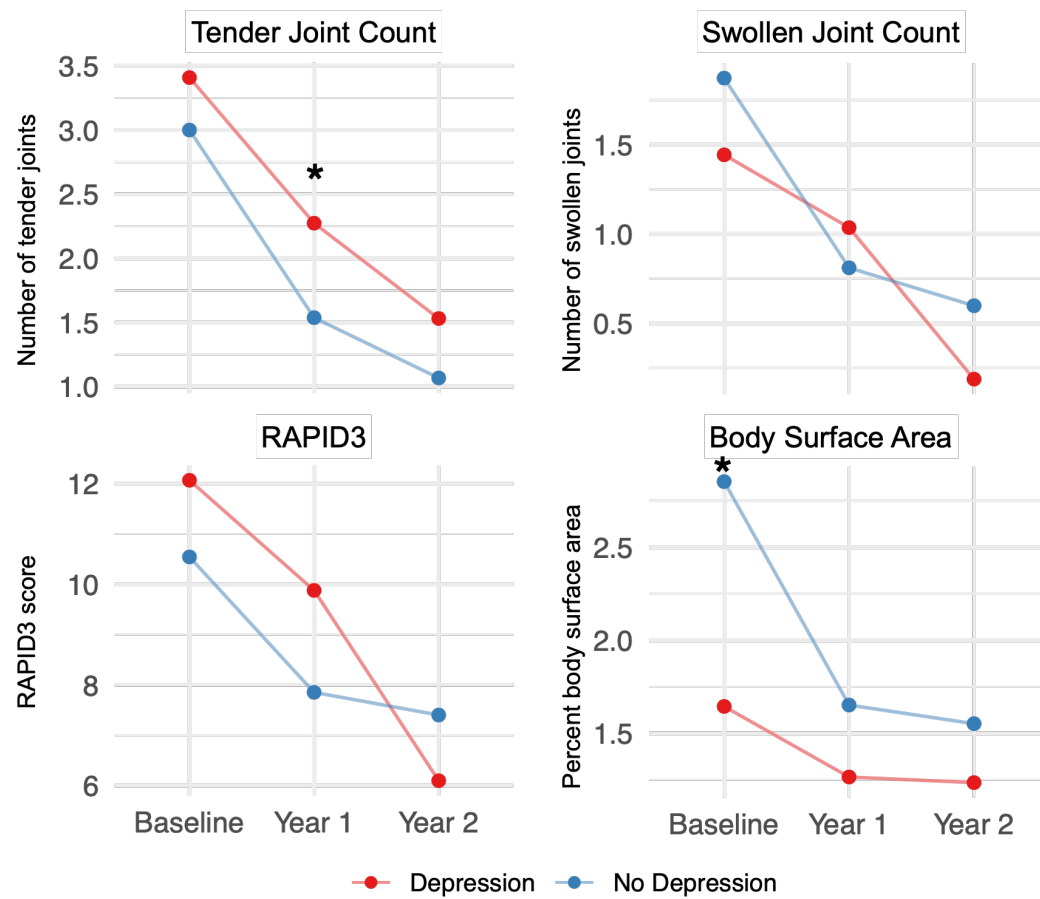 Tender Joint Count
Number of tender joints
3.5
3.0
2.5
2.0
1.5
1.0
*
Swollen Joint Count
Number of swollen joints
1.5
1.0
0.5
RAPID3
RAPID3 score
12
10
8
6
Baseline Year 1 Year 2
Body Surface Area
*
Percent body surface area
2.5
2.0
1.5
Baseline Year 1 Year 2
Depression No Depression